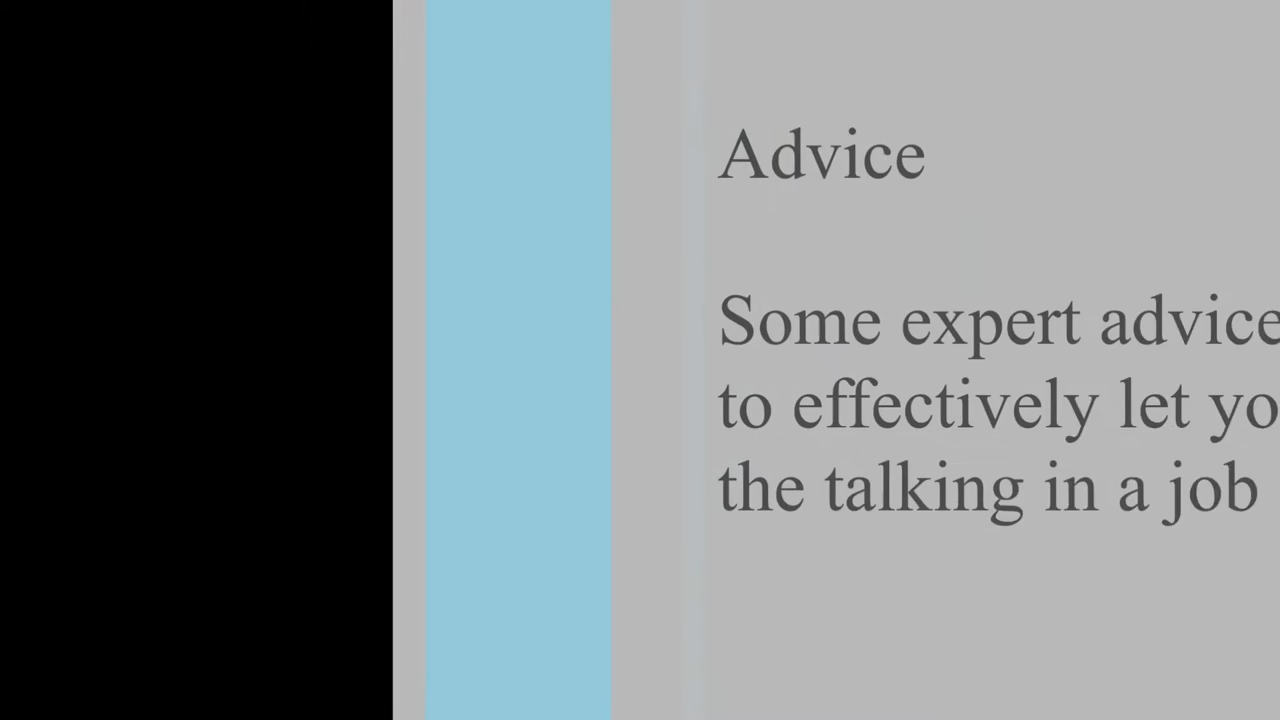 Advice
Some expert advice
to effectively let yo
the talking in a job